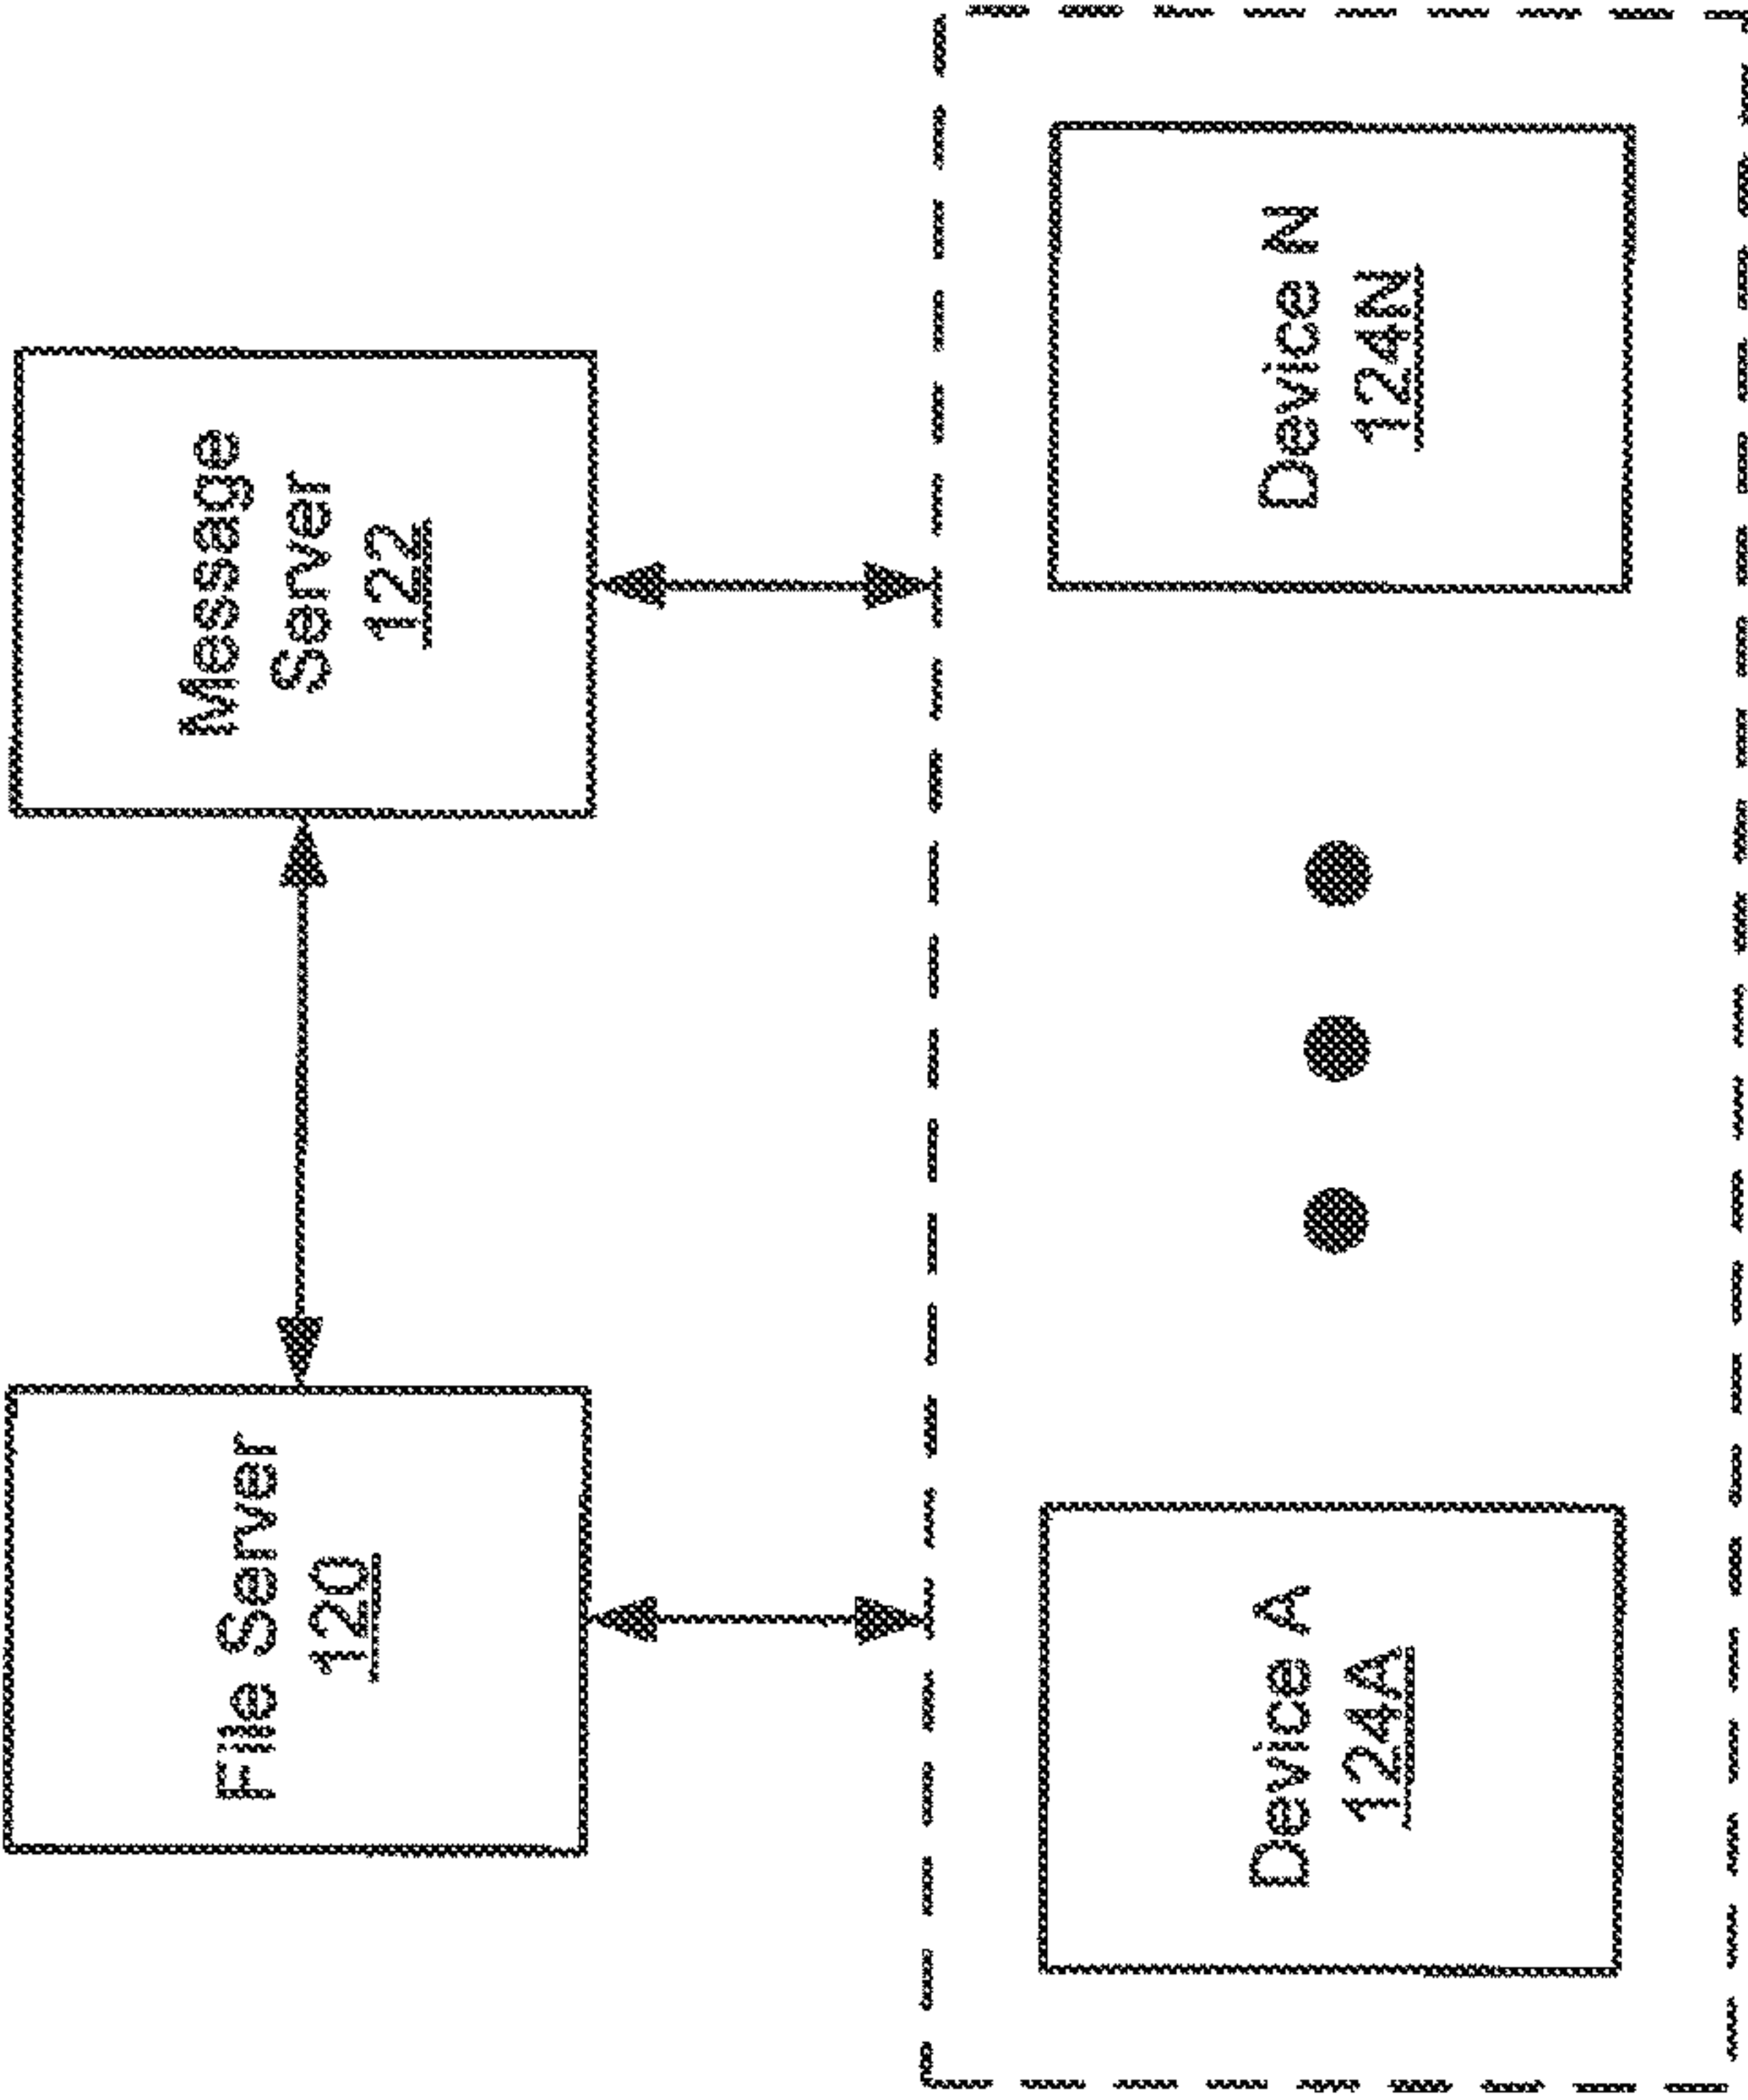 File Server
120
Message
Server
122
Device A
124A
Device N
124N